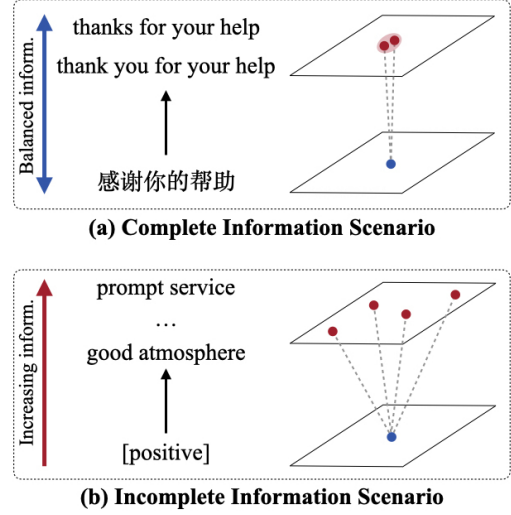 Balanced inform.
thanks for your help
thank you for your help
感谢你的帮助
(a) Complete Information Scenario
Increasing inform.
prompt service
...
good atmosphere
[positive]
(b) Incomplete Information Scenario